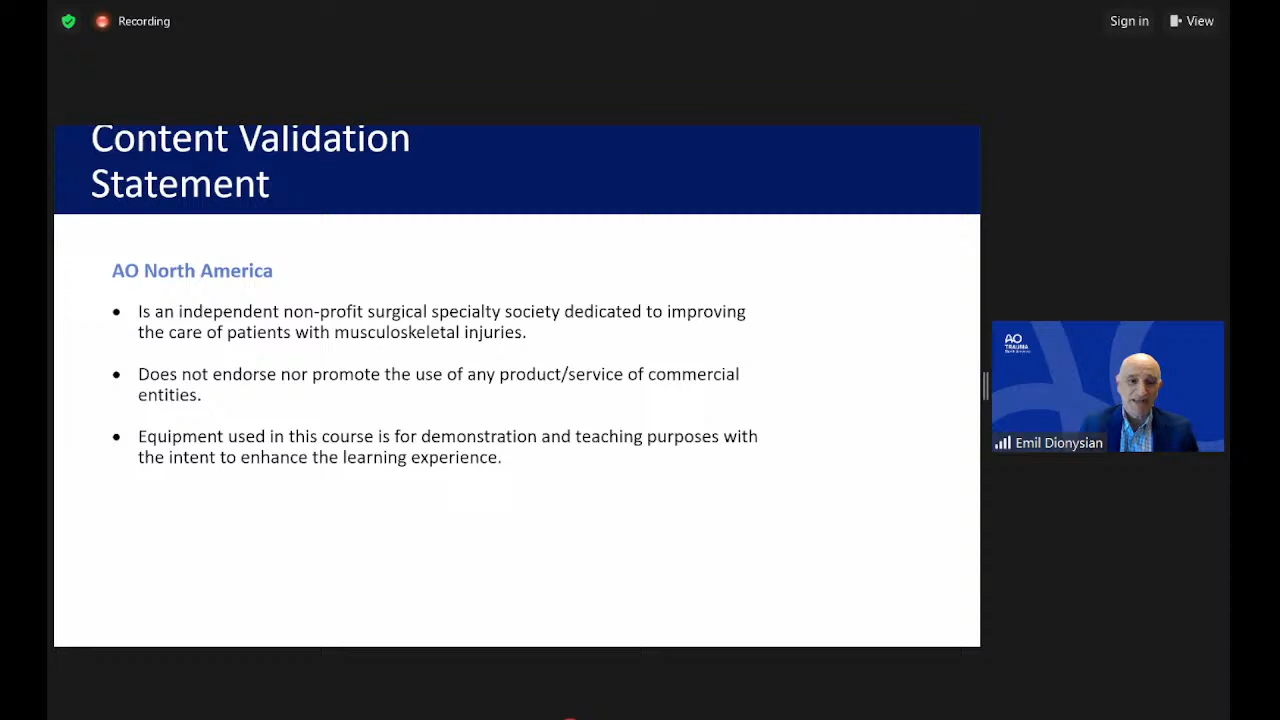 Recording
Sign in
View
Content Validation
Statement
AO North America
• Is an independent non-profit surgical specialty society dedicated to improving
the care of patients with musculoskeletal injuries.
• Does not endorse nor promote the use of any product/service of commercial
entities.
• Equipment used in this course is for demonstration and teaching purposes with
the intent to enhance the learning experience.
AO
TRAUMA
North America
Emil Dionysian